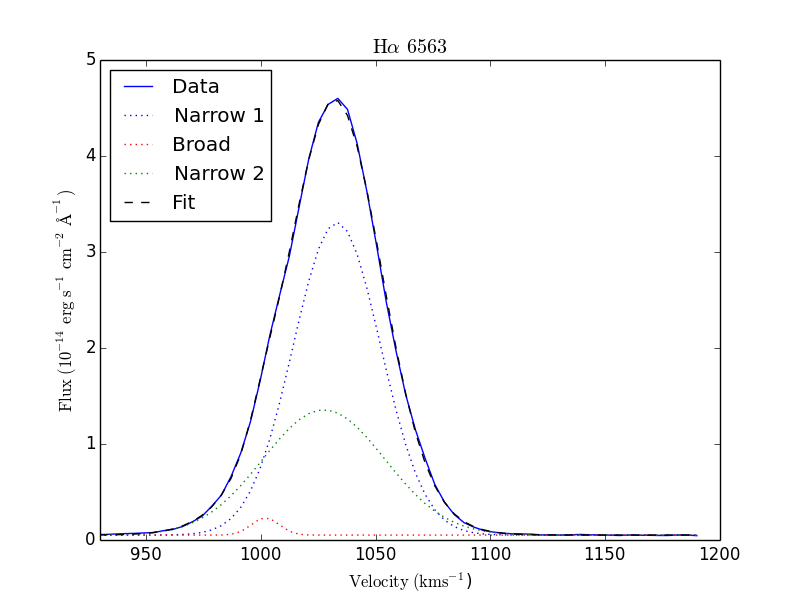 Hα 6563
5
4
3
2
1
0
Flux (10⁻¹⁴ erg s⁻¹ cm⁻² Å⁻¹)
Data
Narrow 1
Broad
Narrow 2
Fit
950 1000 1050 1100 1150 1200
Velocity (kms⁻¹)